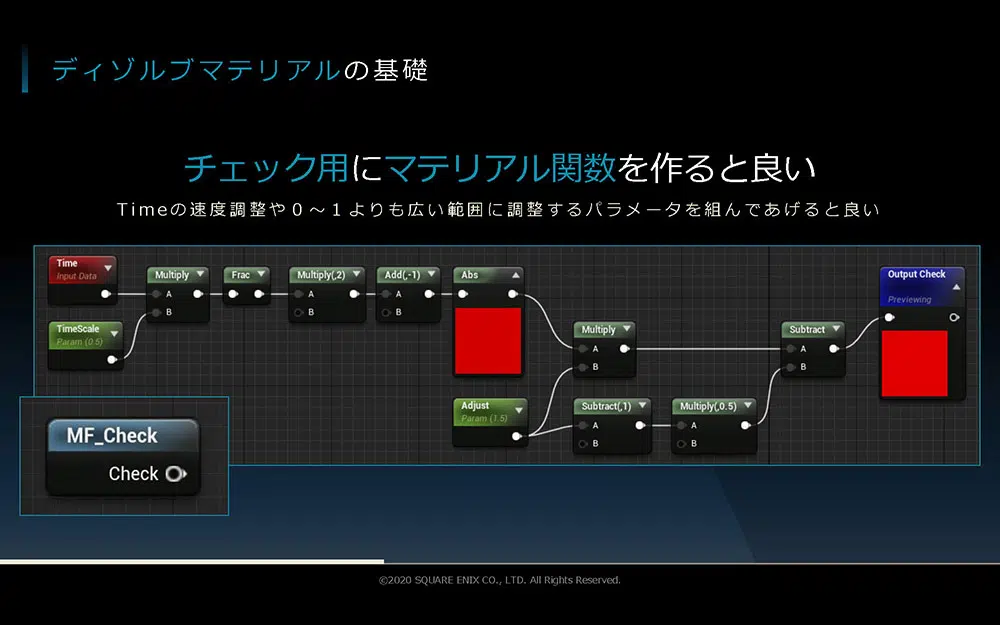 ディゾルブマテリアルの基礎
チェック用にマテリアル関数を作ると良い
Timeの速度調整や０～１よりも広い範囲に調整するパラメータを組んであげると良い
Time
Input Data
TimeScale
Param (0.5)
Multiply
A
B
Frac
Multiply(,2)
A
B
Add(,-1)
A
B
Abs
Adjust
Param (1.5)
Multiply
A
B
Subtract(,1)
A
B
Multiply(,0.5)
A
B
Subtract
A
B
Output Check
Previewing
MF_Check
Check
©2020 SQUARE ENIX CO., LTD. All Rights Reserved.